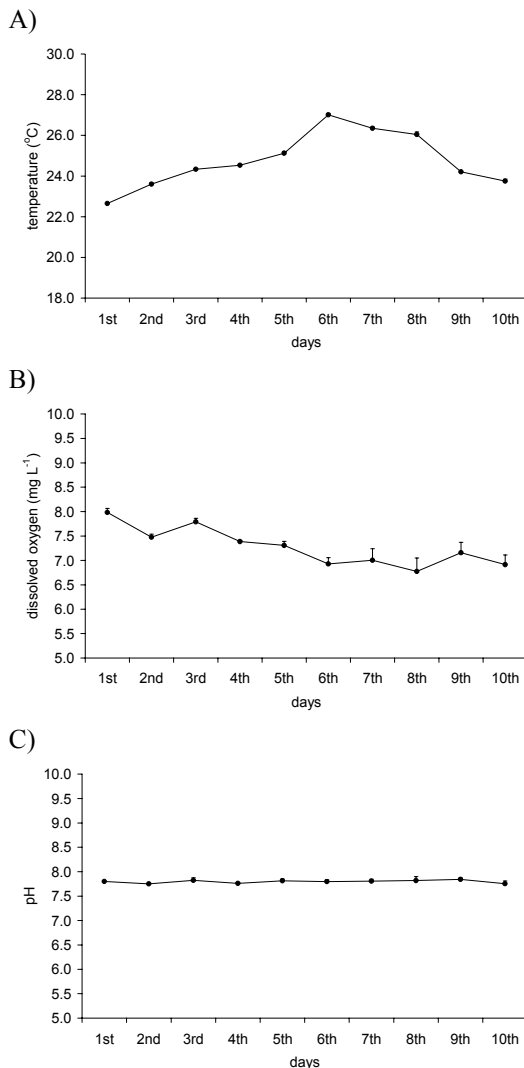 A)
temperature (°C)
30.0
28.0
26.0
24.0
22.0
20.0
18.0
1st 2nd 3rd 4th 5th 6th 7th 8th 9th 10th
days
B)
dissolved oxygen (mg L⁻¹)
10.0
9.5
9.0
8.5
8.0
7.5
7.0
6.5
6.0
5.5
5.0
1st 2nd 3rd 4th 5th 6th 7th 8th 9th 10th
days
C)
pH
10.0
9.5
9.0
8.5
8.0
7.5
7.0
6.5
6.0
5.5
5.0
1st 2nd 3rd 4th 5th 6th 7th 8th 9th 10th
days